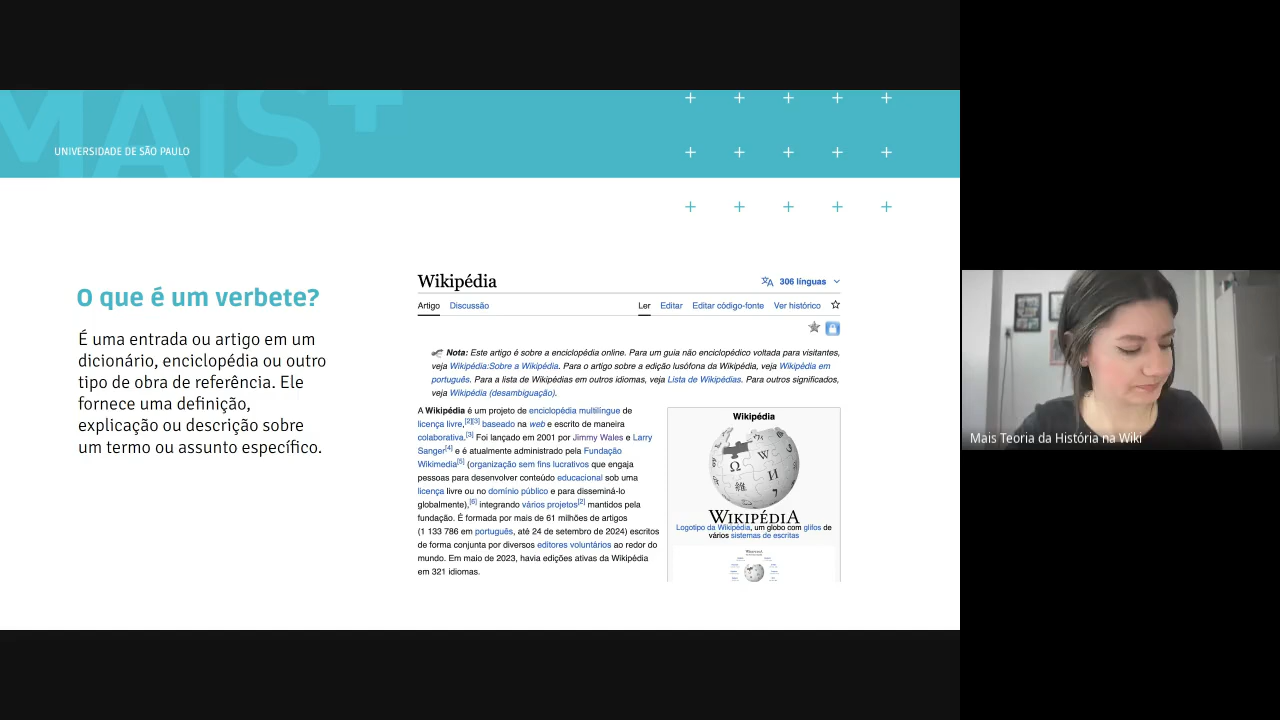 MAIS+
UNIVERSIDADE DE SÃO PAULO
O que é um verbete?
É uma entrada ou artigo em um
dicionário, enciclopédia ou outro
tipo de obra de referência. Ele
fornece uma definição,
explicação ou descrição sobre
um termo ou assunto específico.
Wikipédia
306 línguas
Artigo Discussão Ler Editar Editar código-fonte Ver histórico
Nota: Este artigo é sobre a enciclopédia online. Para um guia não enciclopédico voltada para visitantes,
veja Wikipédia:Sobre a Wikipédia. Para o artigo sobre a edição lusófona da Wikipédia, veja Wikipédia em
português. Para a lista de Wikipédias em outros idiomas, veja Lista de Wikipédias. Para outros significados,
veja Wikipédia (desambiguação).
A Wikipédia é um projeto de enciclopédia multilíngue de
licença livre,[2][3] baseado na web e escrito de maneira
colaborativa.[3] Foi lançado em 2001 por Jimmy Wales e Larry
Sanger[4] e é atualmente administrado pela Fundação
Wikimedia[5] (organização sem fins lucrativos que engaja
pessoas para desenvolver conteúdo educacional sob uma
licença livre ou no domínio público e para disseminá-lo
globalmente),[6] integrando vários projetos[2] mantidos pela
fundação. É formada por mais de 61 milhões de artigos
(1 133 786 em português, até 24 de setembro de 2024) escritos
de forma conjunta por diversos editores voluntários ao redor do
mundo. Em maio de 2023, havia edições ativas da Wikipédia
em 321 idiomas.
Wikipédia
Ω W И 維
WIKIPÉDIA
Logotipo da Wikipédia, um globo com glifos de
vários sistemas de escritas
Mais Teoria da História na Wiki